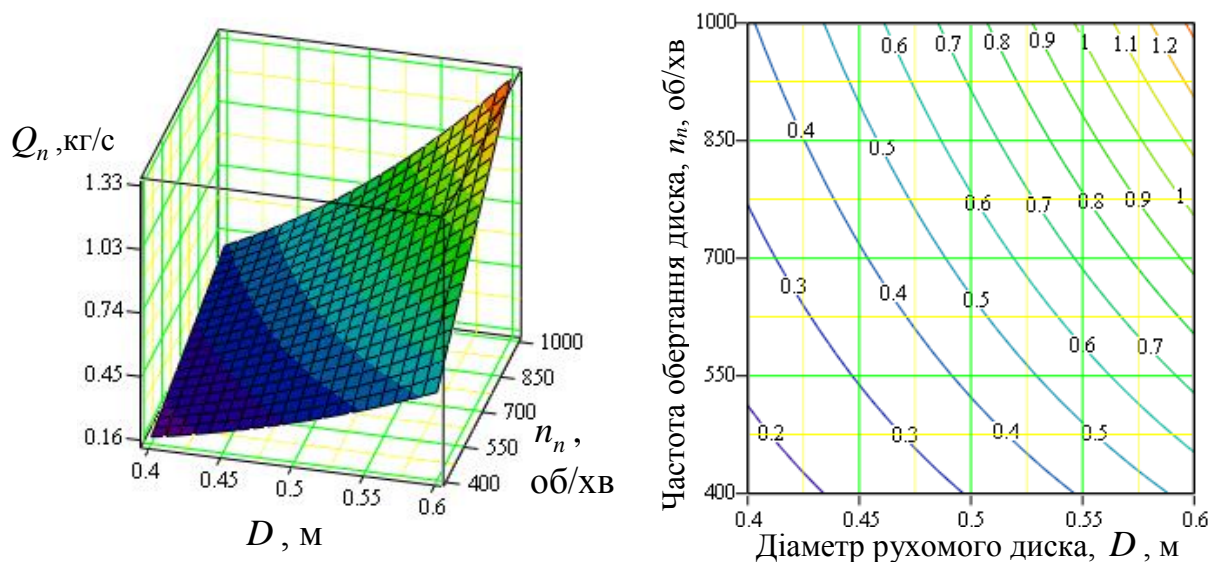 Qn ,кг/с
1.33
1.03
0.74
0.45
0.16
0.4
0.45
0.5
0.55
0.6
D , м
1000
850
700
550
400
nn ,
об/хв
Частота обертання диска, nn, об/хв
1000
850
700
550
400
0.6 0.7 0.8 0.9 1 1.1 1.2
0.4 0.5
0.6 0.7 0.8 0.9 1
0.3 0.4 0.5
0.6 0.7
0.2 0.3 0.4 0.5
0.4 0.45 0.5 0.55 0.6
Діаметр рухомого диска, D , м